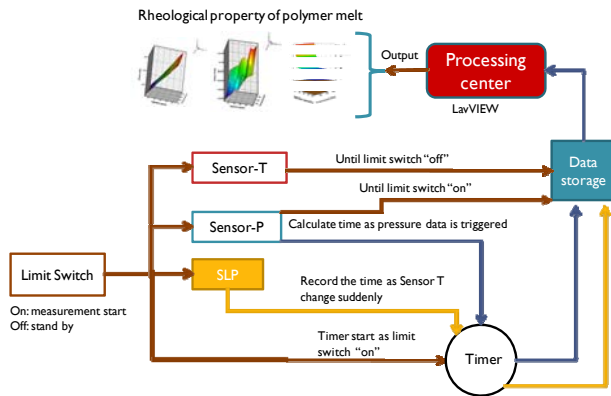 Rheological property of polymer melt
Output
Processing
center
LavVIEW
Sensor-T
Until limit switch “off”
Data
storage
Until limit switch “on”
Sensor-P
Calculate time as pressure data is triggered
Limit Switch
SLP
Record the time as Sensor T
change suddenly
On: measurement start
Off: stand by
Timer start as limit
switch “on”
Timer